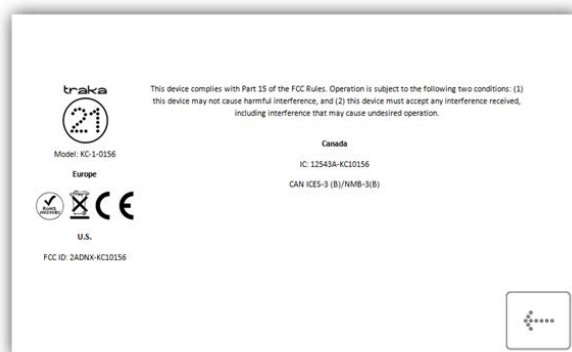 traka
21
Model: KC-1-0156
Europe
CE
U.S.
FCC ID: 2ADNX-KC10156
This device complies with Part 15 of the FCC Rules. Operation is subject to the following two conditions: (1)
this device may not cause harmful interference, and (2) this device must accept any interference received,
including interference that may cause undesired operation.
Canada
IC: 12543A-KC10156
CAN ICES-3 (B)/NMB-3(B)